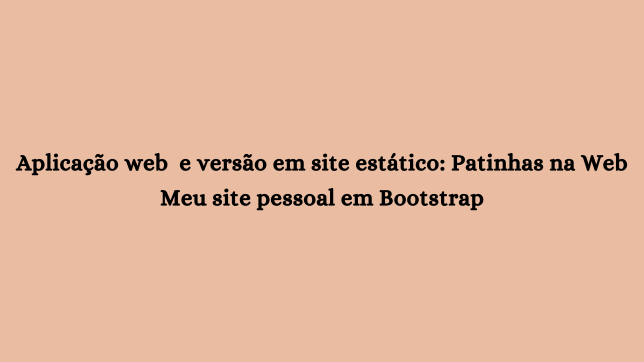 Aplicação web  e versão em site estático: Patinhas na Web
Meu site pessoal em Bootstrap